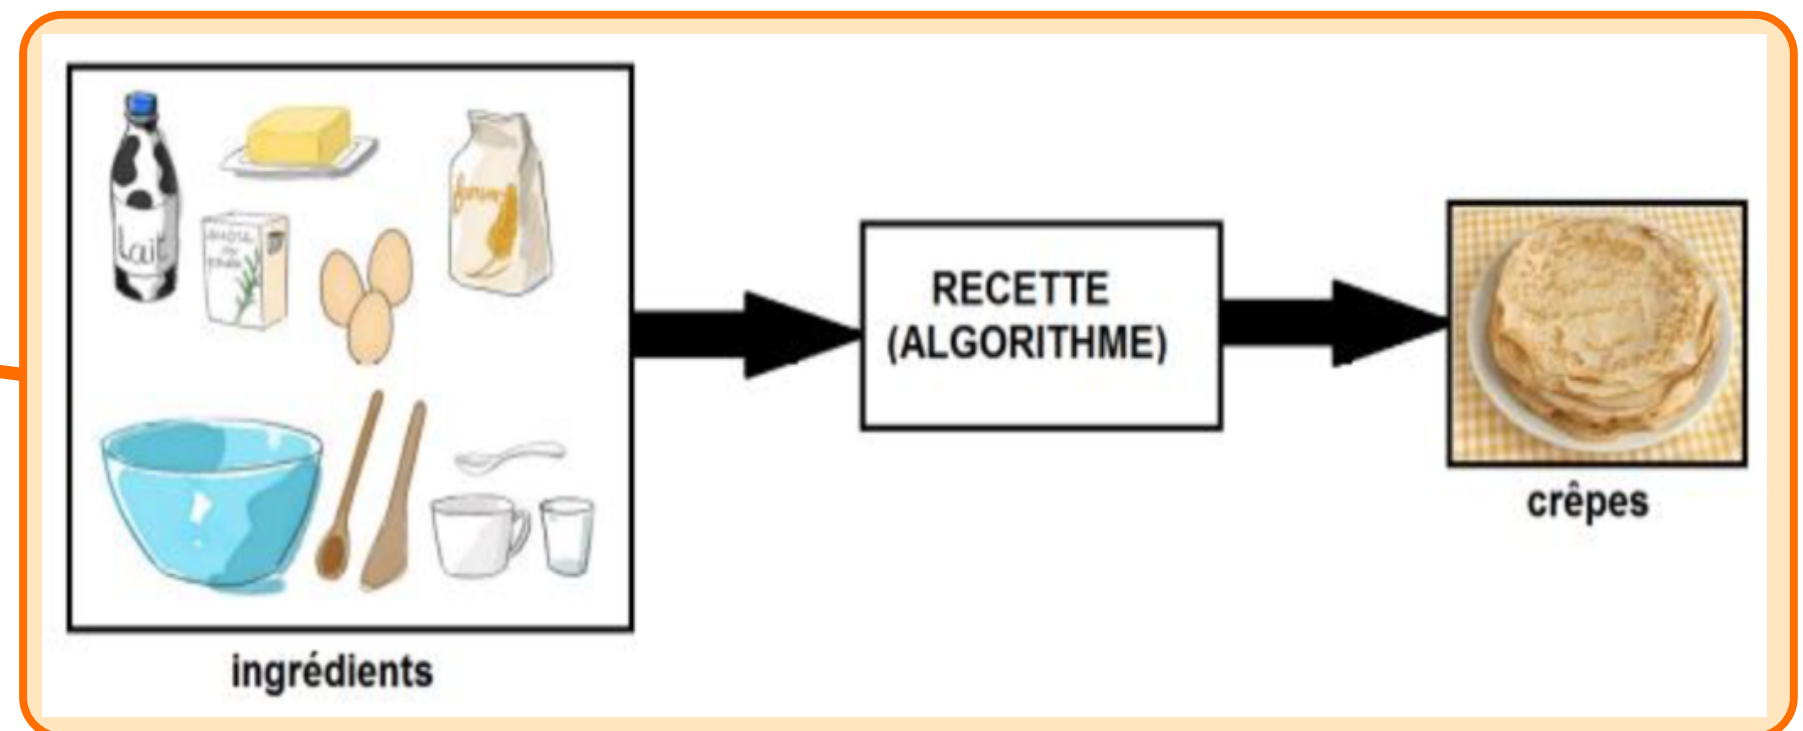 Lait
RECETTE
(ALGORITHME)
crêpes
ingrédients